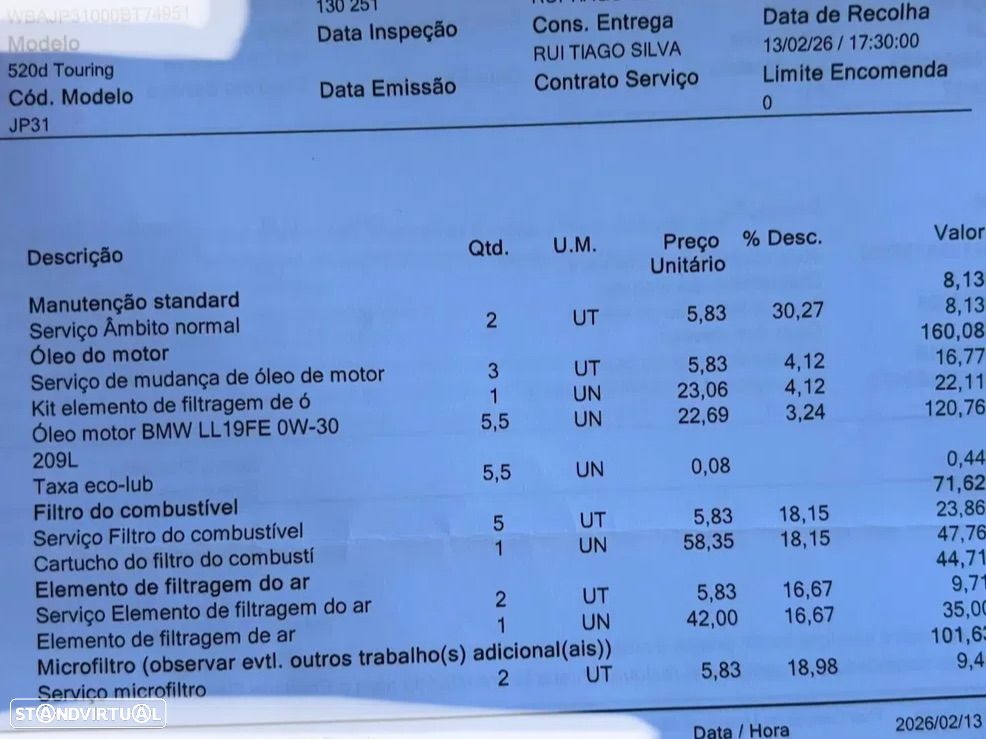 WBAJP51000BT74951
Modelo
520d Touring
Cód. Modelo
JP31
130 251
Data Inspeção
Data Emissão
Cons. Entrega
RUI TIAGO SILVA
Contrato Serviço
Data de Recolha
13/02/26 / 17:30:00
Limite Encomenda
0
Descrição Qtd. U.M. Preço Unitário % Desc. Valor
Manutenção standard 8,13
Serviço Âmbito normal 2 UT 5,83 30,27 8,13
Óleo do motor 160,08
Serviço de mudança de óleo de motor 3 UT 5,83 4,12 16,77
Kit elemento de filtragem de ó 1 UN 23,06 4,12 22,11
Óleo motor BMW LL19FE 0W-30 5,5 UN 22,69 3,24 120,76
209L
Taxa eco-lub 5,5 UN 0,08 0,44
Filtro do combustível 71,62
Serviço Filtro do combustível 5 UT 5,83 18,15 23,86
Cartucho do filtro do combustí 1 UN 58,35 18,15 47,76
Elemento de filtragem do ar 44,71
Serviço Elemento de filtragem do ar 2 UT 5,83 16,67 9,71
Elemento de filtragem de ar 1 UN 42,00 16,67 35,00
Microfiltro (observar evtl. outros trabalho(s) adicional(ais)) 101,63
Serviço microfiltro 2 UT 5,83 18,98 9,4
STANDVIRTUAL
Data / Hora 2026/02/13